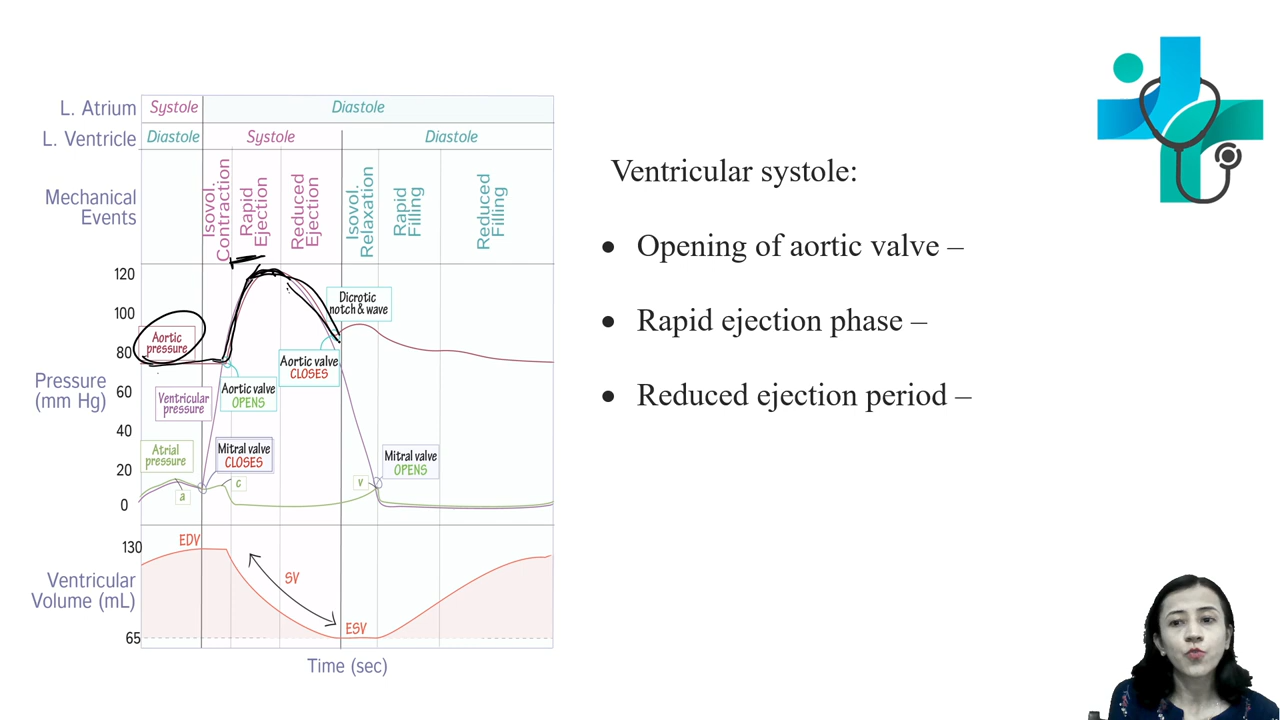 L. Atrium
Systole
Diastole
L. Ventricle
Diastole
Systole
Diastole
Mechanical
Events
Isovol.
Contraction
Rapid
Ejection
Reduced
Ejection
Isovol.
Relaxation
Rapid
Filling
Reduced
Filling
120
100
80
60
40
20
0
Pressure
(mm Hg)
Aortic
pressure
Ventricular
pressure
Atrial
pressure
a
Aortic valve
OPENS
Mitral valve
CLOSES
c
Dicrotic
notch & wave
Aortic valve
CLOSES
v
Mitral valve
OPENS
130
65
Ventricular
Volume (mL)
EDV
SV
ESV
Time (sec)
Ventricular systole:
• Opening of aortic valve –
• Rapid ejection phase –
• Reduced ejection period –